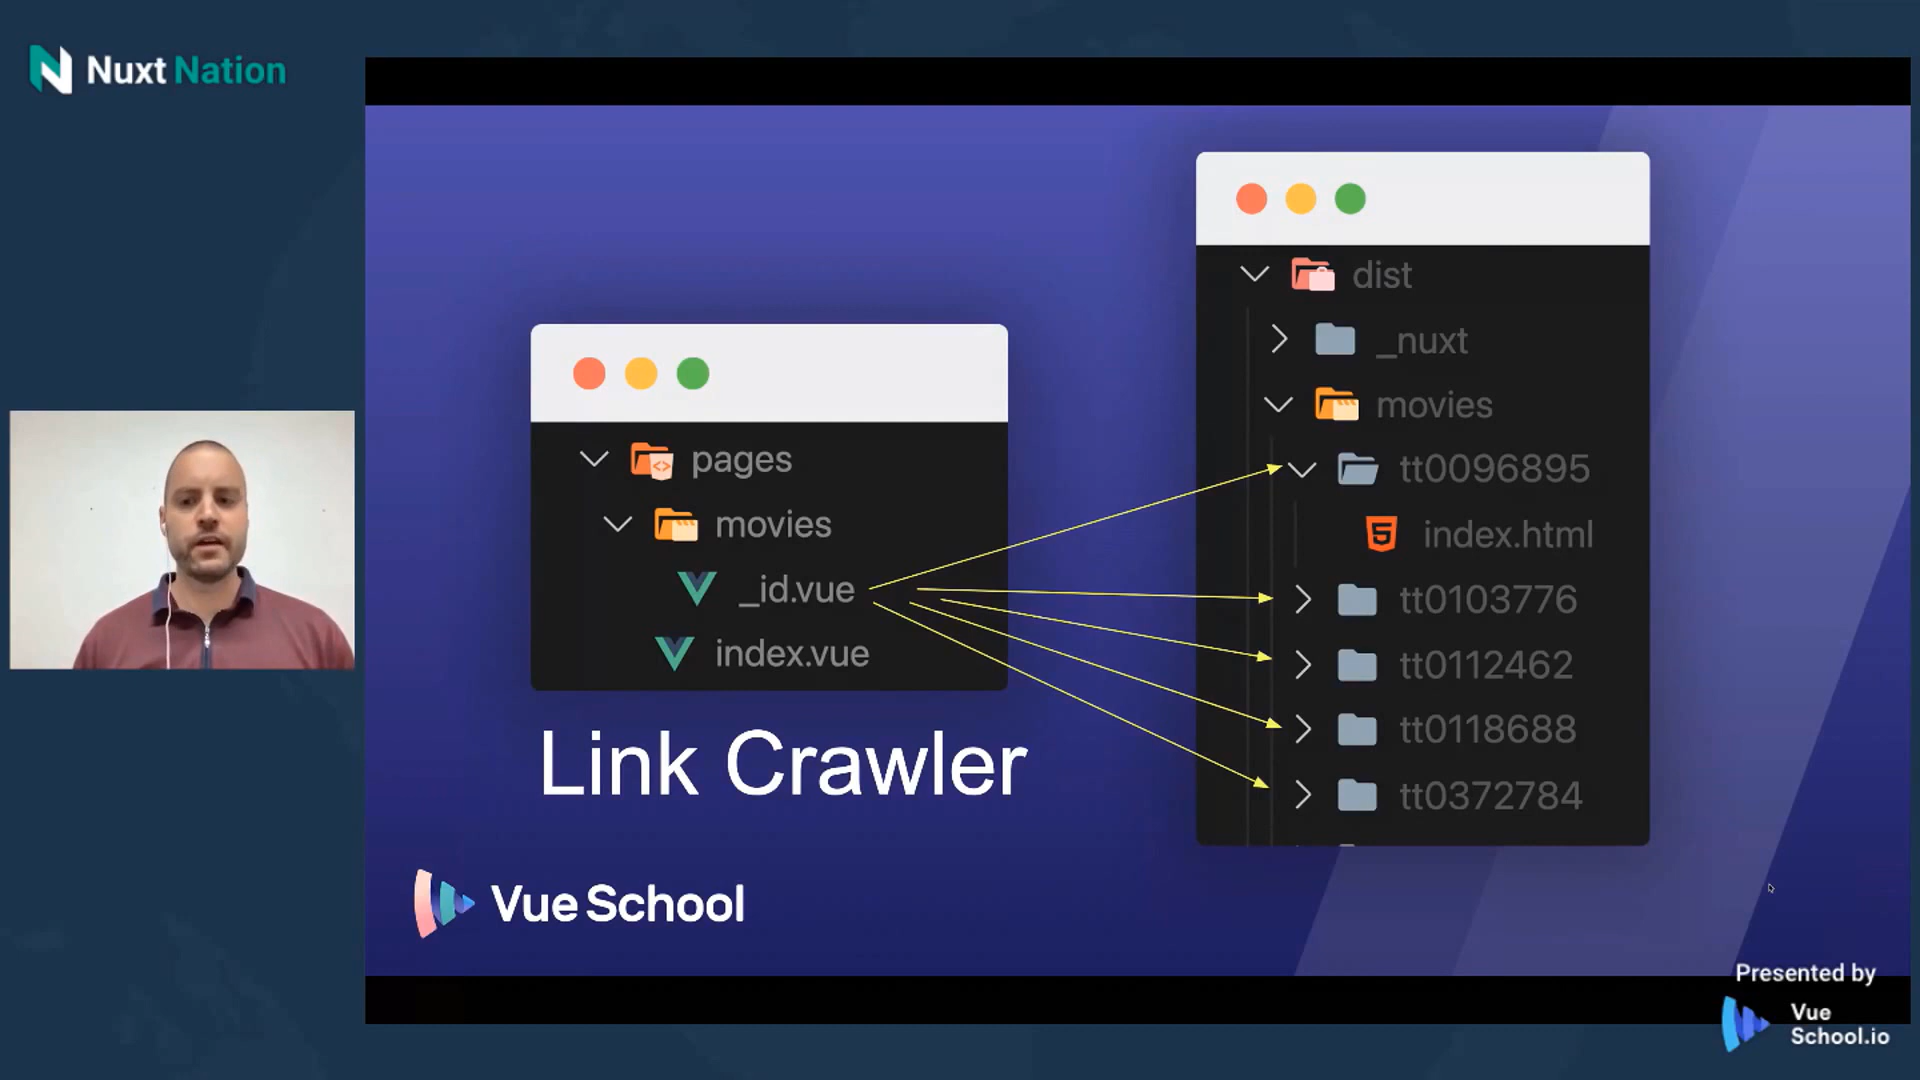 Nuxt Nation
pages
movies
_id.vue
index.vue
Link Crawler
Vue School
dist
_nuxt
movies
tt0096895
index.html
tt0103776
tt0112462
tt0118688
tt0372784
Presented by
Vue
School.io